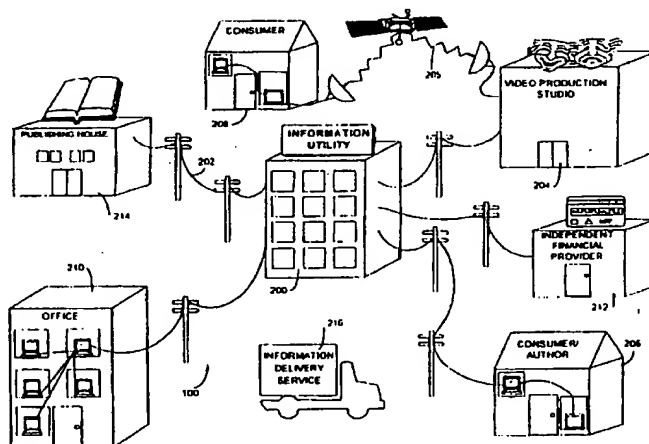 CONSUMER
208
205
VIDEO PRODUCTION
STUDIO
204
PUBLISHING HOUSE
214
202
INFORMATION
UTILITY
200
INDEPENDENT
FINANCIAL
PROVIDER
212
210
OFFICE
100
216
INFORMATION
DELIVERY
SERVICE
CONSUMER/
AUTHOR
206